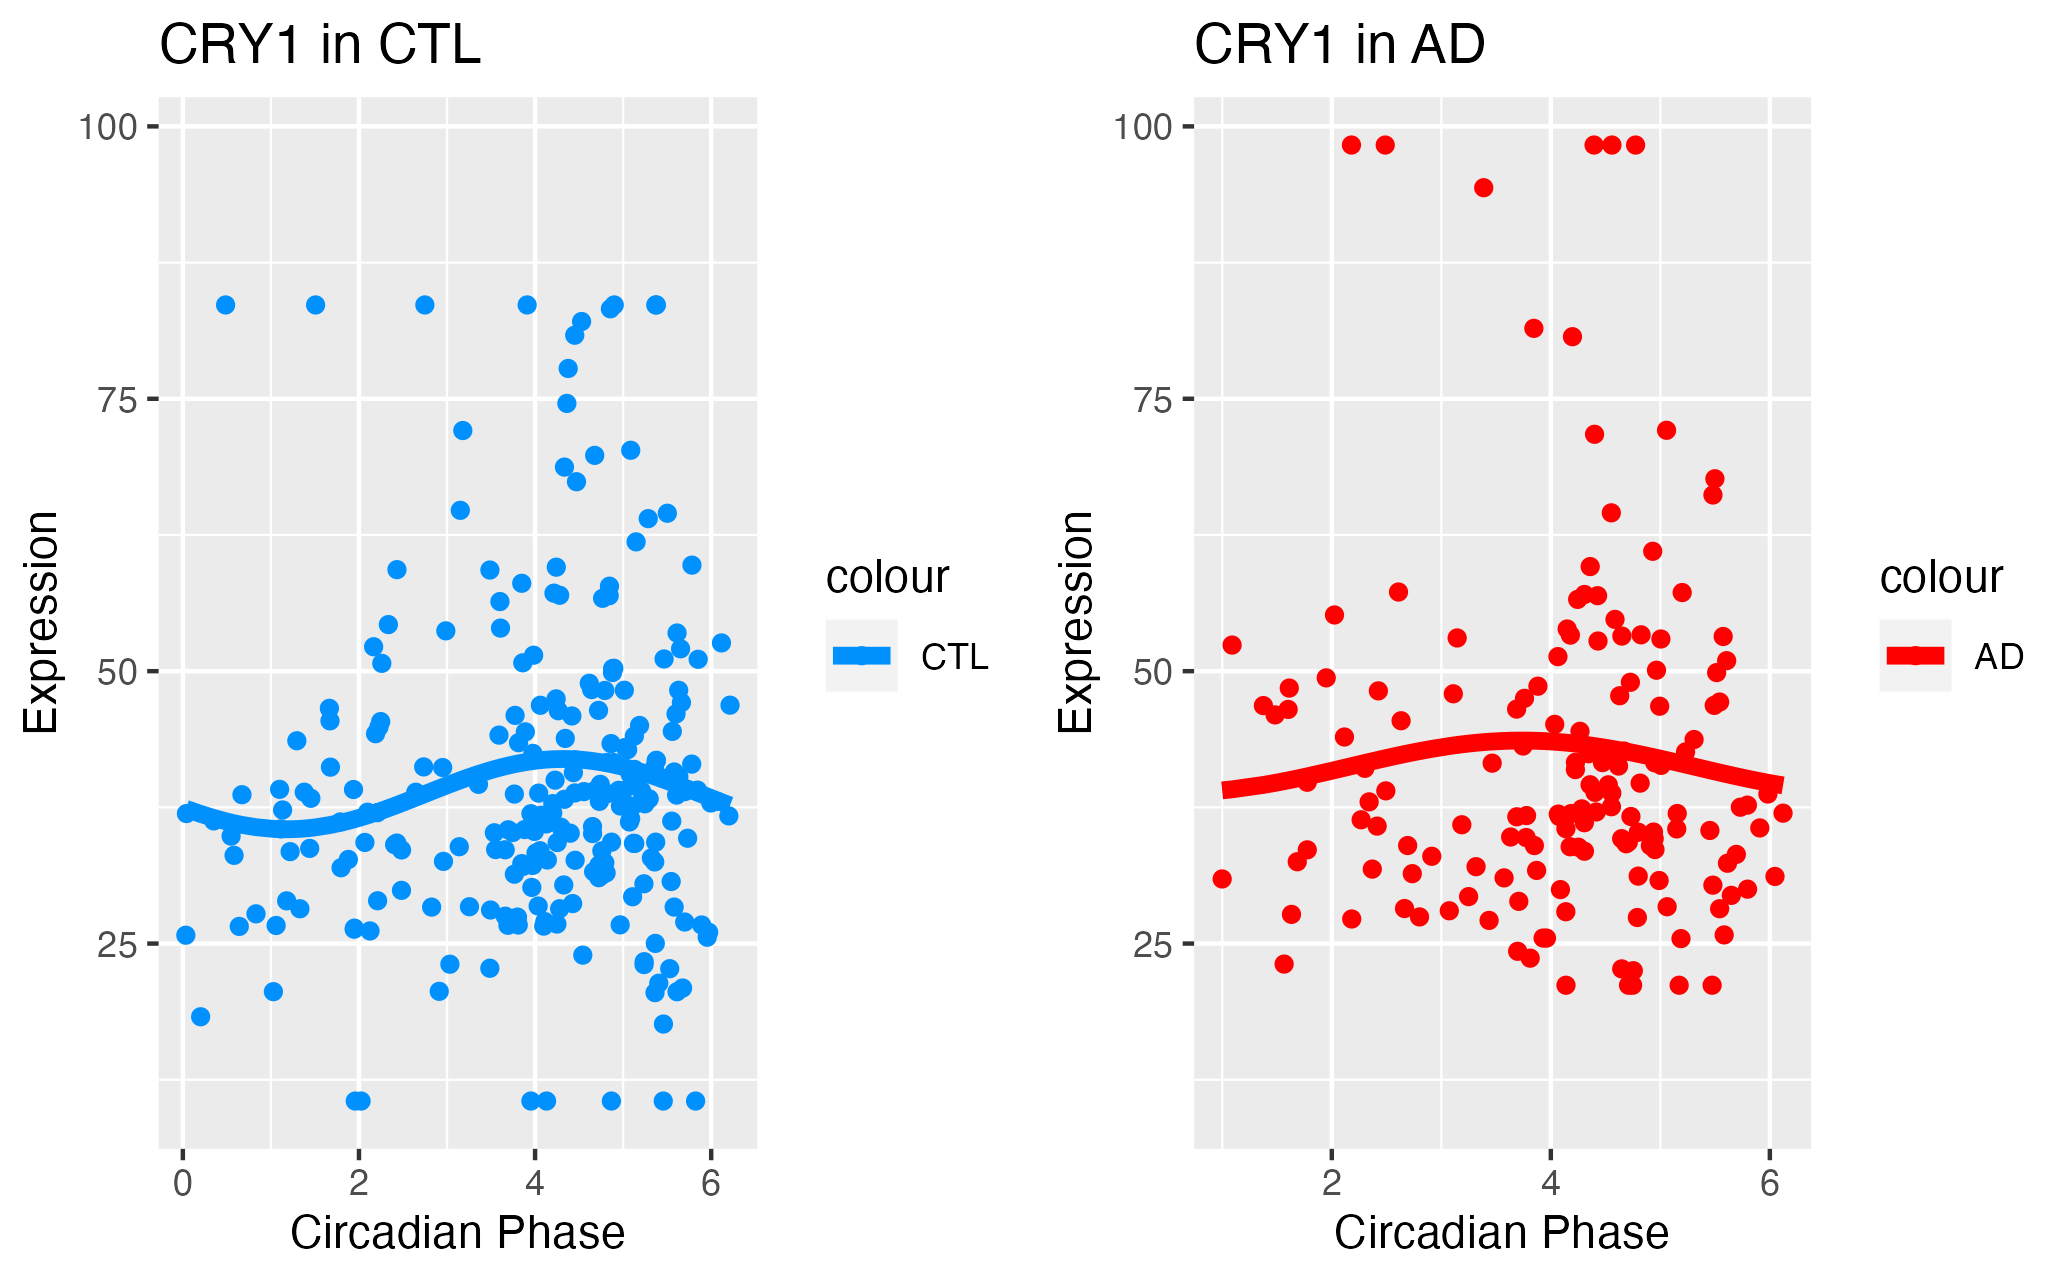 CRY1 in CTL
100
75
50
25
Expression
0 2 4 6
Circadian Phase
colour
CTL
CRY1 in AD
100
75
50
25
Expression
2 4 6
Circadian Phase
colour
AD